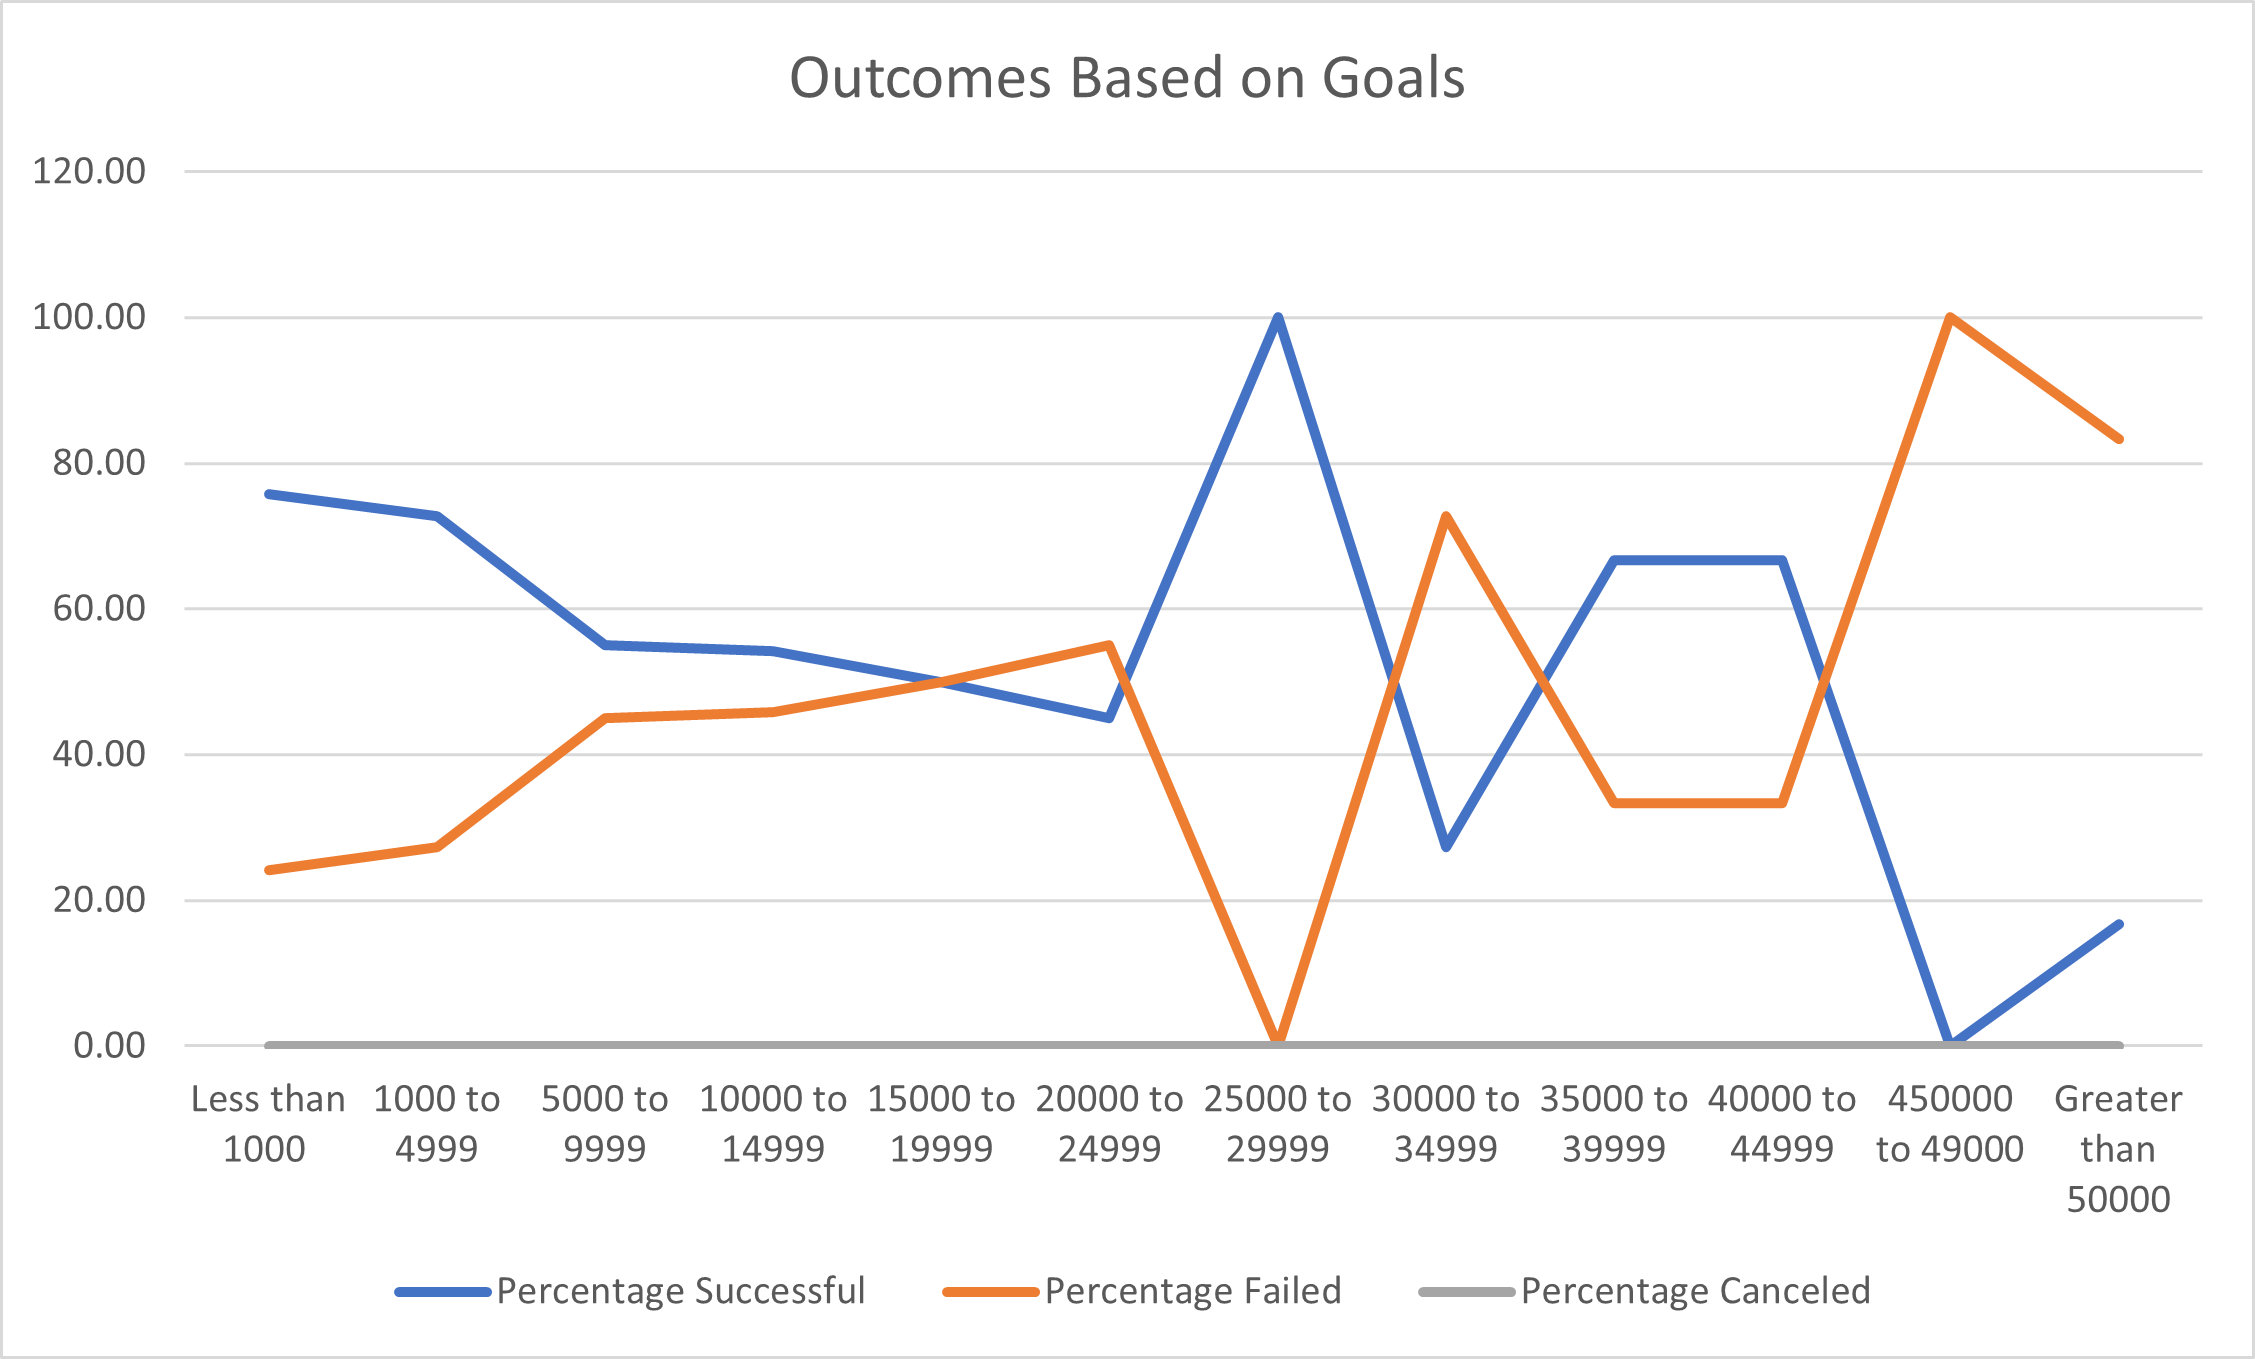 Outcomes Based on Goals
120.00
100.00
80.00
60.00
40.00
20.00
0.00
Less than
1000
1000 to
4999
5000 to
9999
10000 to
14999
15000 to
19999
20000 to
24999
25000 to
29999
30000 to
34999
35000 to
39999
40000 to
44999
450000
to 49000
Greater
than
50000
Percentage Successful
Percentage Failed
Percentage Canceled